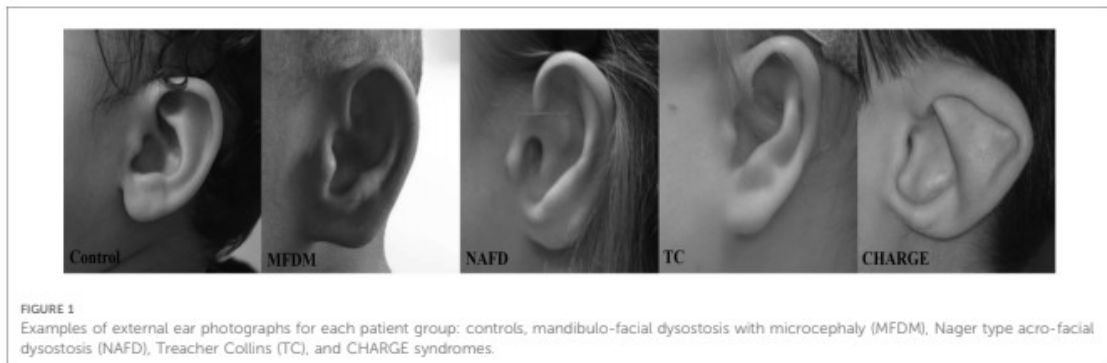 Control MFDM NAFD TC CHARGE
FIGURE 1
Examples of external ear photographs for each patient group: controls, mandibulo-facial dysostosis with microcephaly (MFDM), Nager type acro-facial
dysostosis (NAFD), Treacher Collins (TC), and CHARGE syndromes.